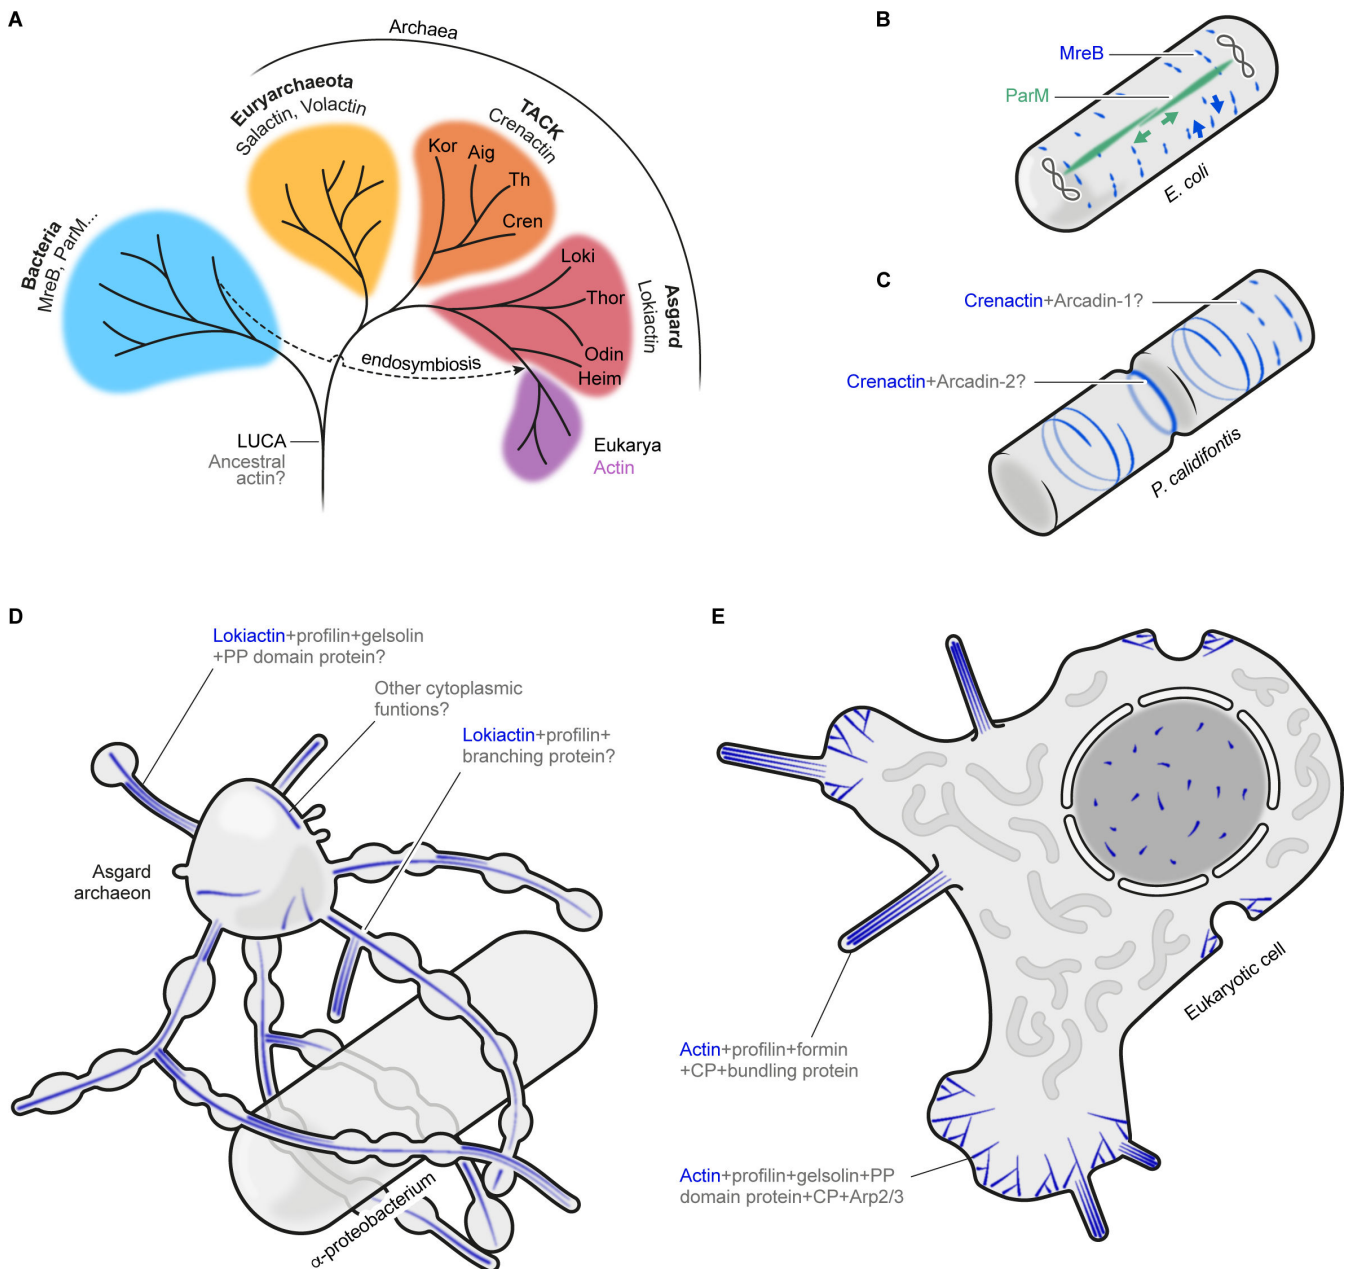 A
Archaea
Euryarchaeota
Salactin, Volactin
TACK
Crenactin
Kor
Aig
Th
Cren
Bacteria
MreB, ParM...
Loki
Thor
Odin
Heim
Asgard
Lokiactin
endosymbiosis
LUCA
Ancestral
actin?
Eukarya
Actin
B
MreB
ParM
E. coli
C
Crenactin+Arcadin-1?
Crenactin+Arcadin-2?
P. calidifontis
D
Lokiactin+profilin+gelsolin
+PP domain protein?
Other cytoplasmic
funtions?
Lokiactin+profilin+
branching protein?
Asgard
archaeon
α-proteobacterium
E
Eukaryotic cell
Actin+profilin+formin
+CP+bundling protein
Actin+profilin+gelsolin+PP
domain protein+CP+Arp2/3